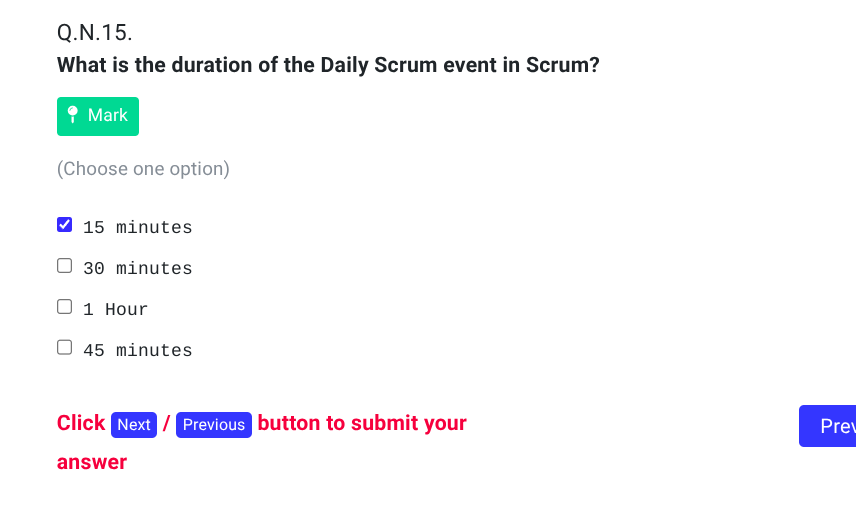 Q.N.15.
What is the duration of the Daily Scrum event in Scrum?
Mark
(Choose one option)
15 minutes
30 minutes
1 Hour
45 minutes
Click Next / Previous button to submit your
answer
Prev